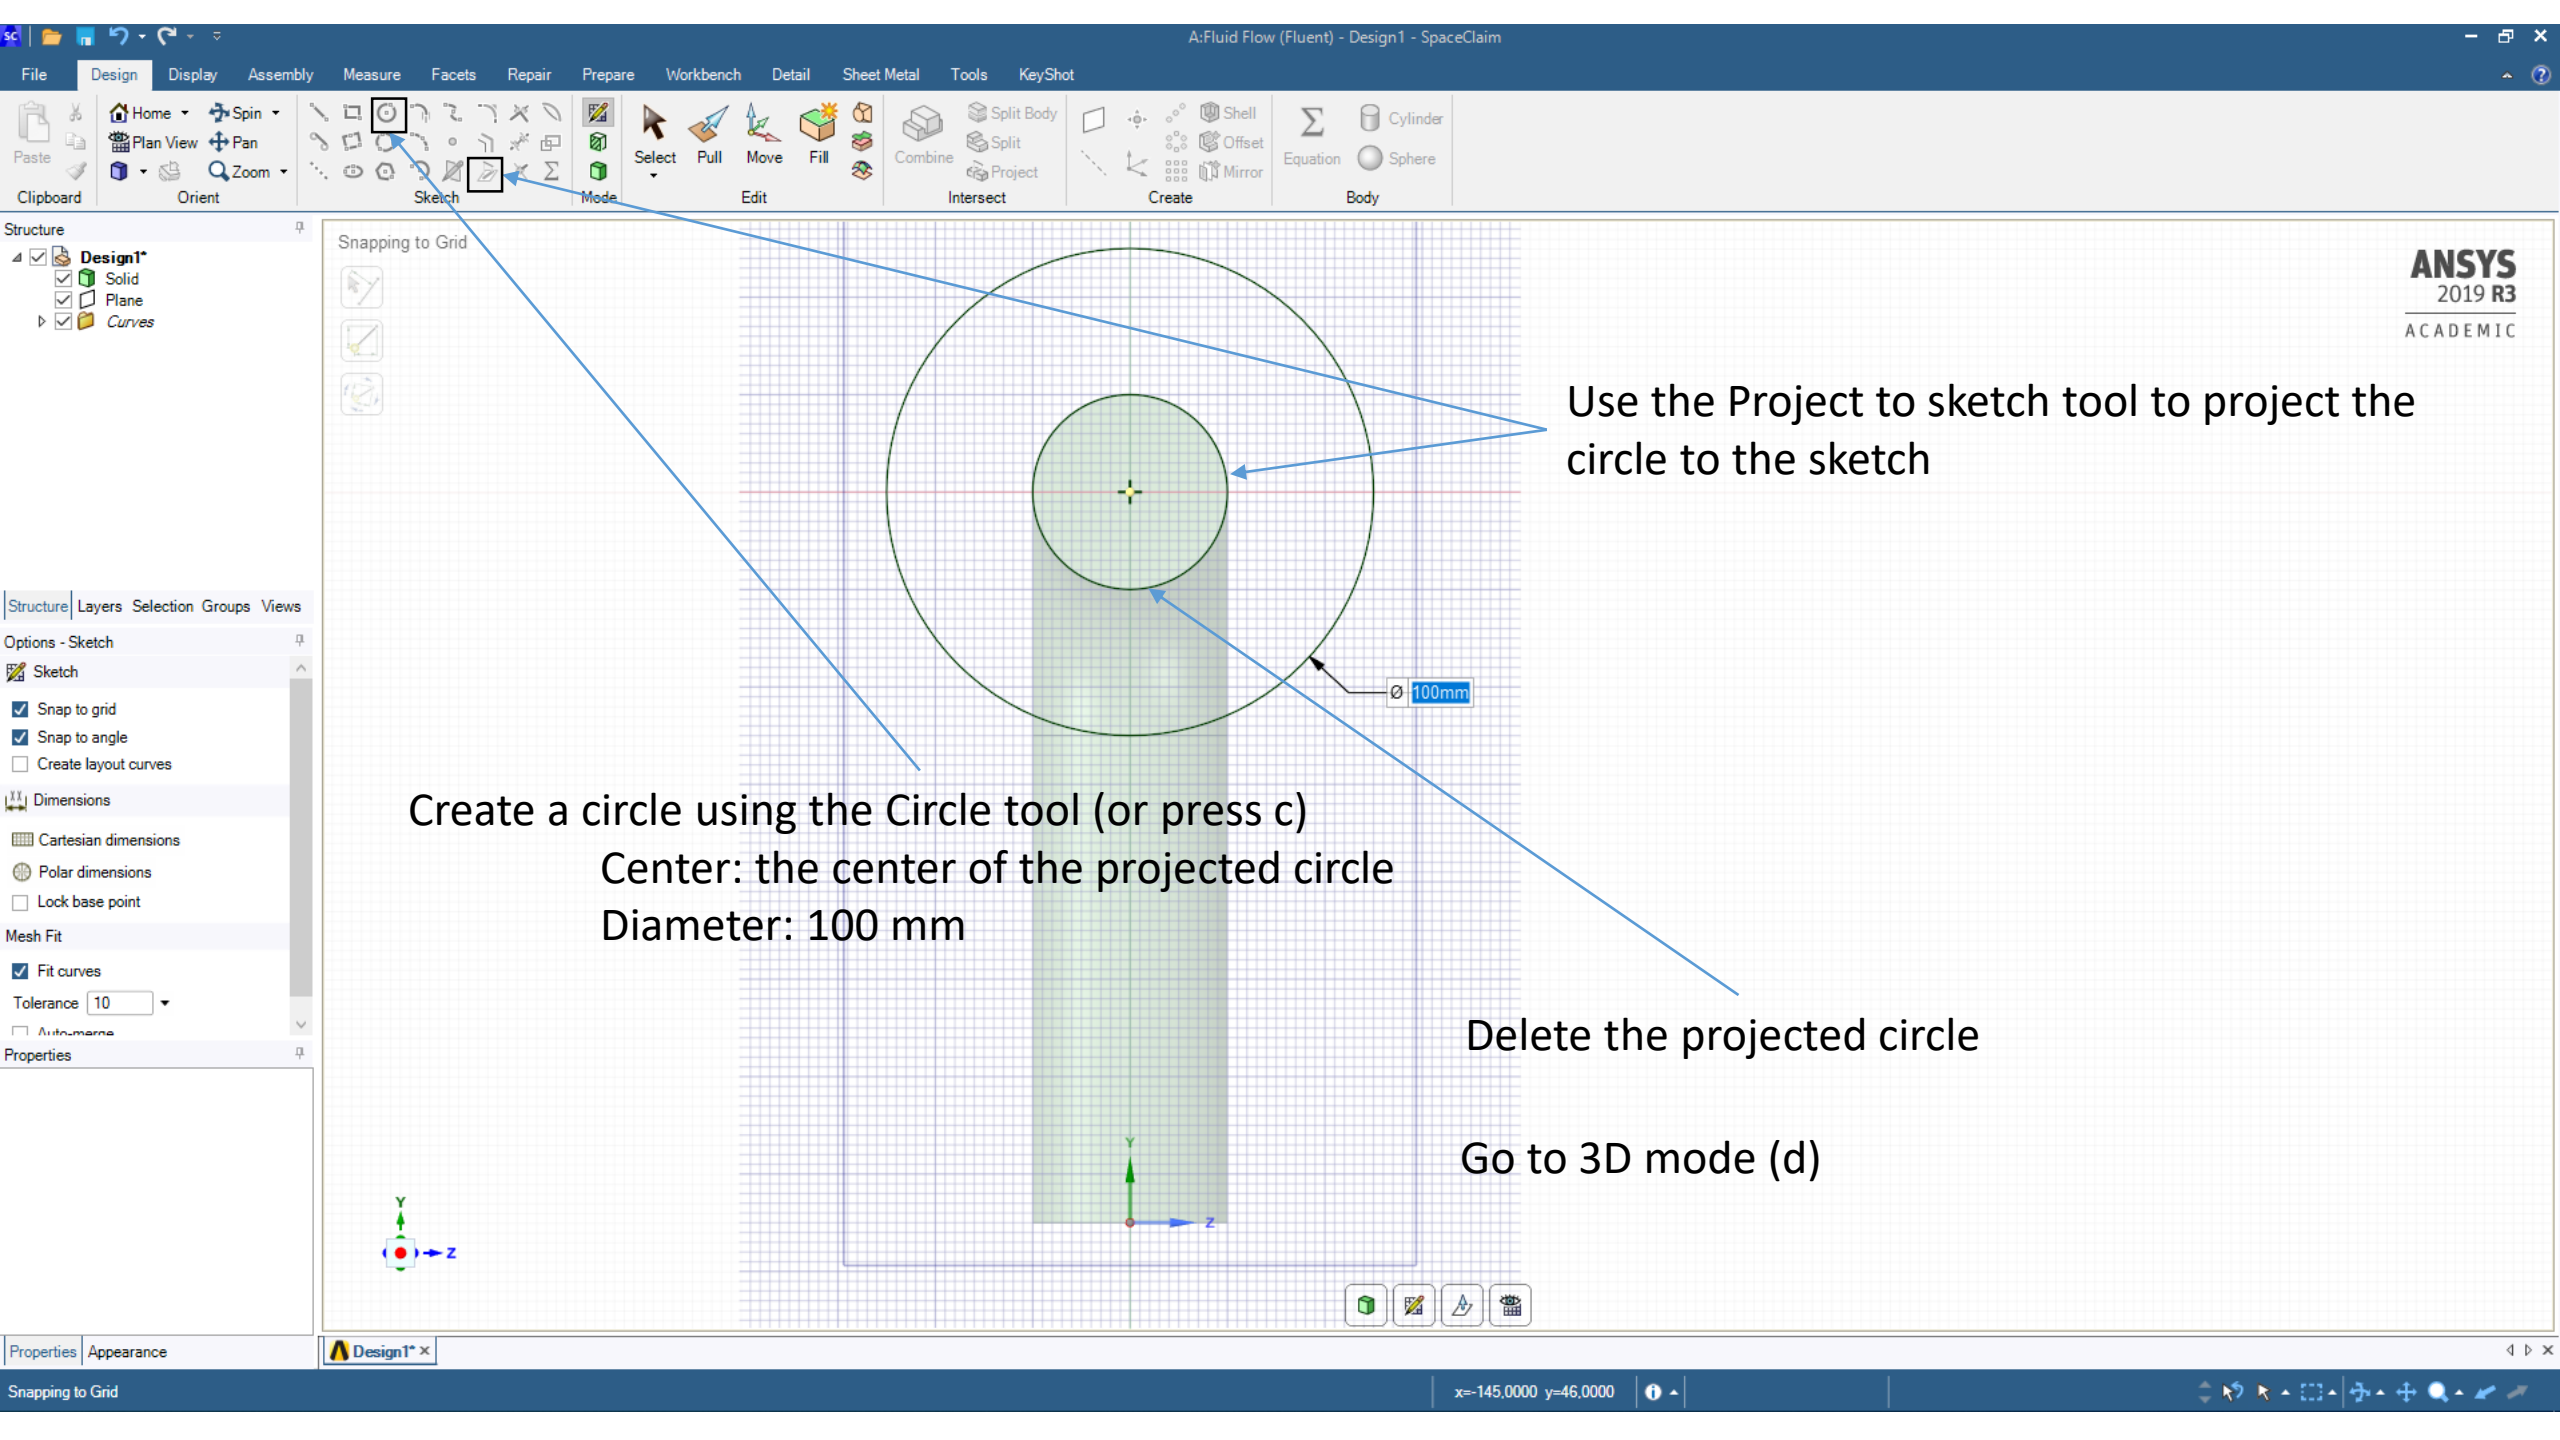 SC
A:Fluid Flow (Fluent) - Design1 - SpaceClaim
File Design Display Assembly Measure Facets Repair Prepare Workbench Detail Sheet Metal Tools KeyShot
Home Spin
Plan View Pan
Zoom
Paste
Clipboard
Orient
Sketch
Mode
Select Pull Move Fill
Edit
Combine
Split Body
Split
Project
Intersect
Shell
Offset
Mirror
Create
Equation
Cylinder
Sphere
Body
Structure
Design1*
Solid
Plane
Curves
Structure Layers Selection Groups Views
Options - Sketch
Sketch
Snap to grid
Snap to angle
Create layout curves
Dimensions
Cartesian dimensions
Polar dimensions
Lock base point
Mesh Fit
Fit curves
Tolerance 10
Auto-merge
Properties
Properties Appearance
Snapping to Grid
ANSYS
2019 R3
ACADEMIC
Use the Project to sketch tool to project the
circle to the sketch
Ø 100mm
Create a circle using the Circle tool (or press c)
Center: the center of the projected circle
Diameter: 100 mm
Delete the projected circle
Go to 3D mode (d)
Y
Z
Y
Z
Design1*
Snapping to Grid
x=-145,0000 y=46,0000